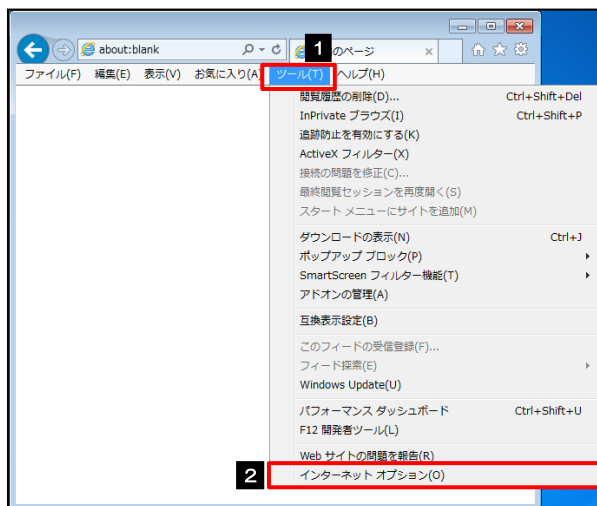 about:blank
1
のページ
ファイル(F) 編集(E) 表示(V) お気に入り(A) ツール(T) ヘルプ(H)
閲覧履歴の削除(D)... Ctrl+Shift+Del
InPrivate ブラウズ(I) Ctrl+Shift+P
追跡防止を有効にする(K)
ActiveX フィルター(X)
接続の問題を修正(C)...
最終閲覧セッションを再度開く(S)
スタート メニューにサイトを追加(M)
ダウンロードの表示(N) Ctrl+J
ポップアップ ブロック(P)
SmartScreen フィルター機能(T)
アドオンの管理(A)
互換表示設定(B)
このフィードの受信登録(F)...
フィード探索(E)
Windows Update(U)
パフォーマンス ダッシュボード Ctrl+Shift+U
F12 開発者ツール(L)
Web サイトの問題を報告(R)
2
インターネット オプション(O)